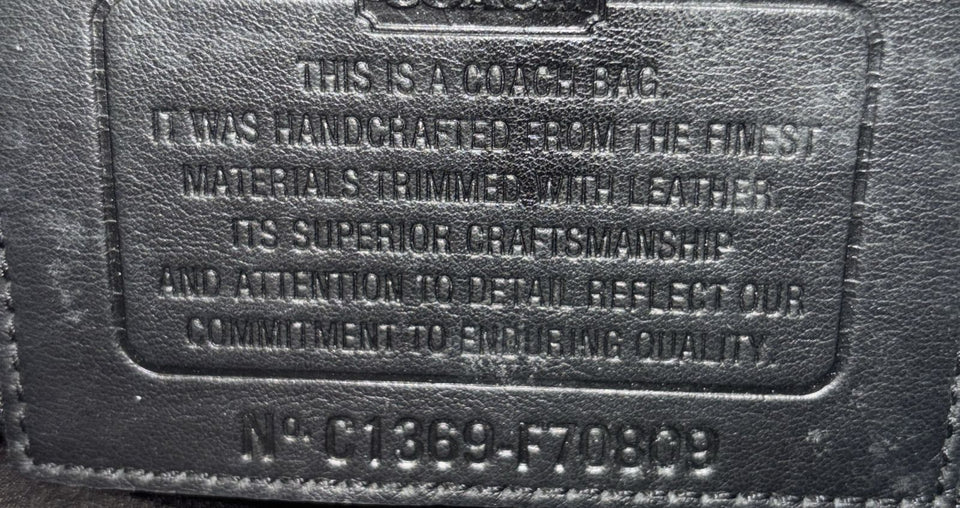 COACH
THIS IS A COACH BAG.
IT WAS HANDCRAFTED FROM THE FINEST
MATERIALS TRIMMED WITH LEATHER.
ITS SUPERIOR CRAFTSMANSHIP
AND ATTENTION TO DETAIL REFLECT OUR
COMMITMENT TO ENDURING QUALITY.
No. C1369-F70809